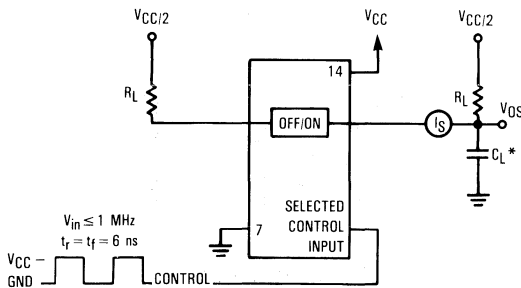 VCC/2
VCC
VCC/2
14
RL
RL
VOS
OFF/ON
IS
CL*
Vin ≤ 1 MHz
tr = tf = 6 ns
7
SELECTED
CONTROL
INPUT
VCC
GND
CONTROL